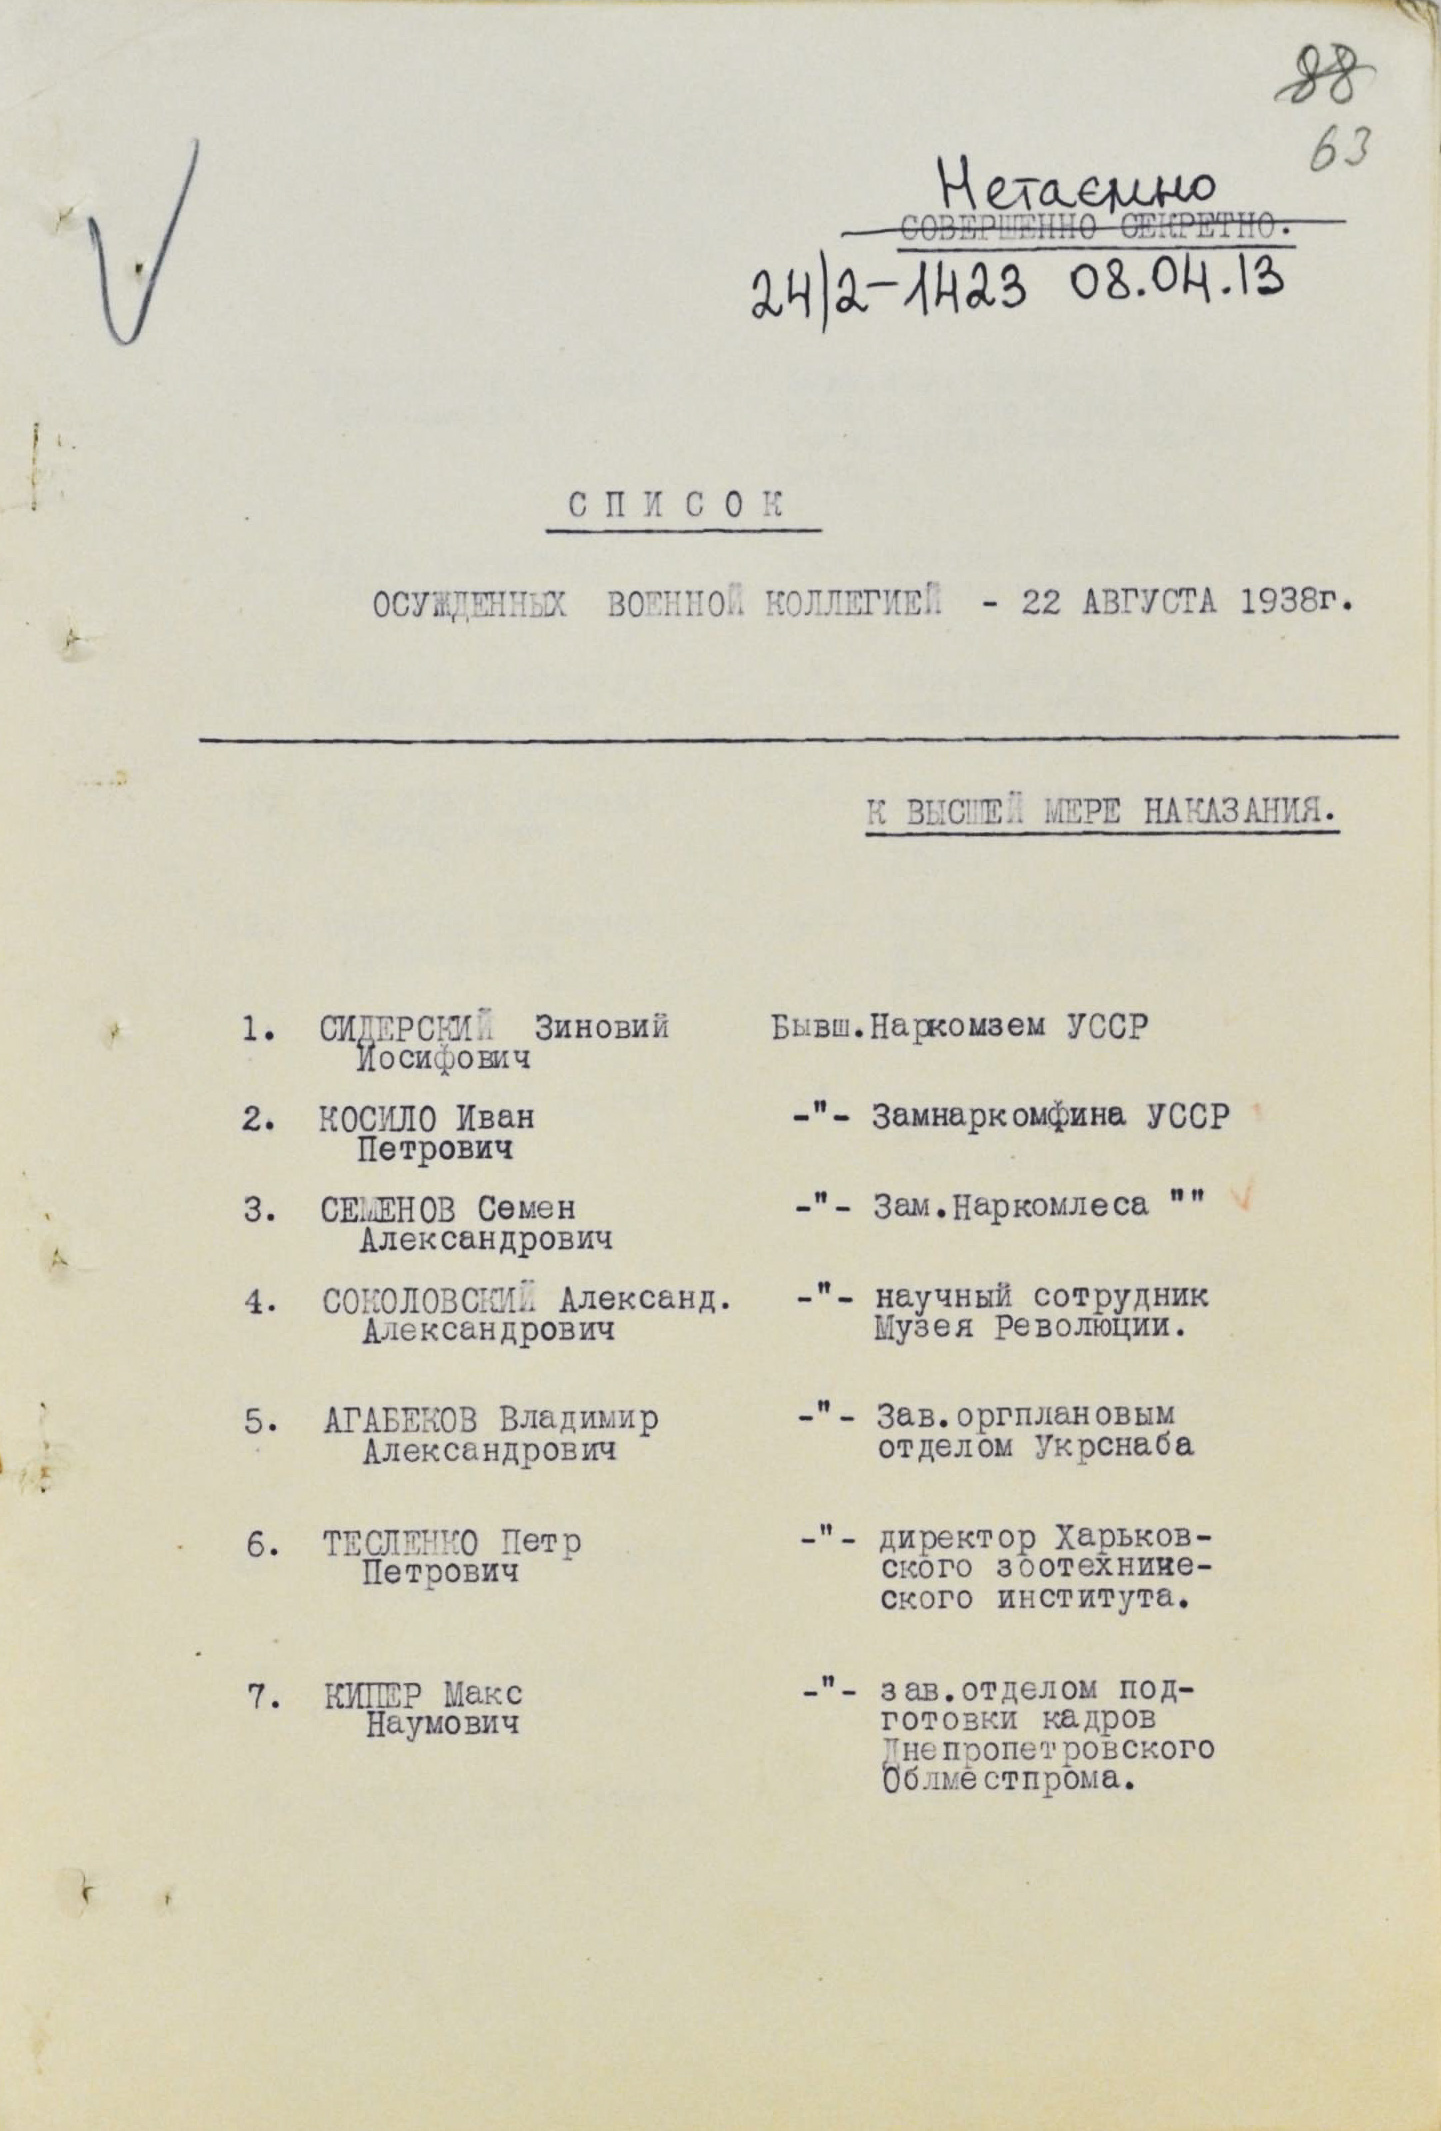 88
63
Нетаємно
СОВЕРШЕННО СЕКРЕТНО.
24/2-1423 08.04.13
С П И С О К
ОСУЖДЕННЫХ ВОЕННОЙ КОЛЛЕГИЕЙ - 22 АВГУСТА 1938г.
К ВЫСШЕЙ МЕРЕ НАКАЗАНИЯ.
1. СИДЕРСКИЙ Зиновий Бывш.Наркомзем УССР
Иосифович
2. КОСИЛО Иван -"- Замнаркомфина УССР
Петрович
3. СЕМЕНОВ Семен -"- Зам.Наркомлеса ""
Александрович
4. СОКОЛОВСКИЙ Александ. -"- научный сотрудник
Александрович Музея Революции.
5. АГАБЕКОВ Владимир -"- Зав.оргплановым
Александрович отделом Укрснаба
6. ТЕСЛЕНКО Петр -"- директор Харьков-
Петрович ского зоотехниче-
ского института.
7. КИПЕР Макс -"- зав.отделом под-
Наумович готовки кадров
Днепропетровского
Облместпрома.